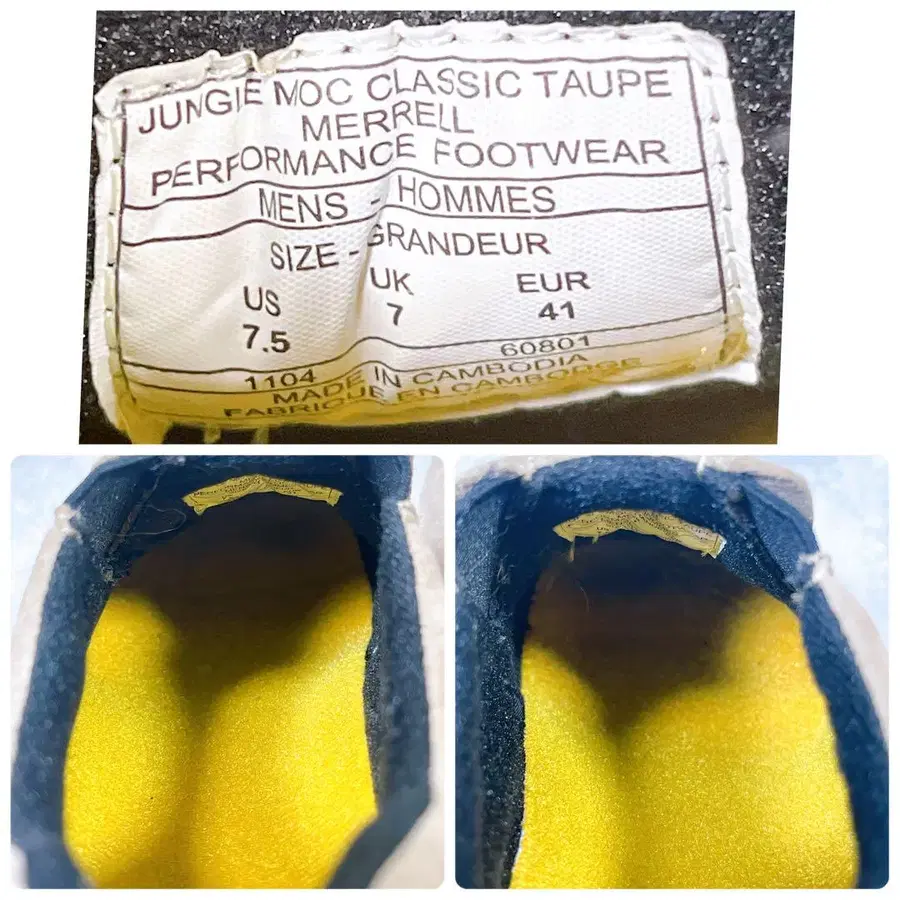 JUNGIE MOC CLASSIC TAUPE
MERRELL
PERFORMANCE FOOTWEAR
MENS - HOMMES
SIZE - GRANDEUR
US UK EUR
7.5 7 41
1104 60801
MADE IN CAMBODIA
FABRIQUE EN CAMBODGE